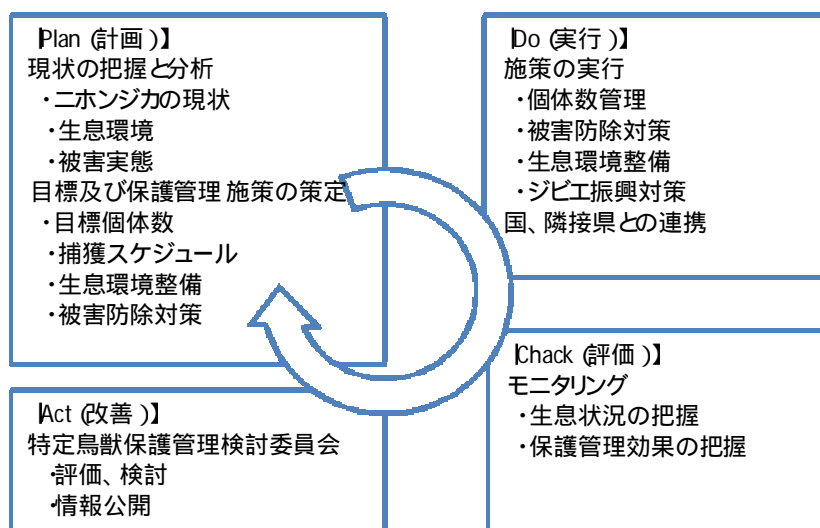 【Plan(計画)】
現状の把握と分析
・ニホンジカの現状
・生息環境
・被害実態
目標及び保護管理施策の策定
・目標個体数
・捕獲スケジュール
・生息環境整備
・被害防除対策
【Do(実行)】
施策の実行
・個体数管理
・被害防除対策
・生息環境整備
・ジビエ振興対策
国、隣接県との連携
【Chack(評価)】
モニタリング
・生息状況の把握
・保護管理効果の把握
【Act(改善)】
特定鳥獣保護管理検討委員会
・評価、検討
・情報公開